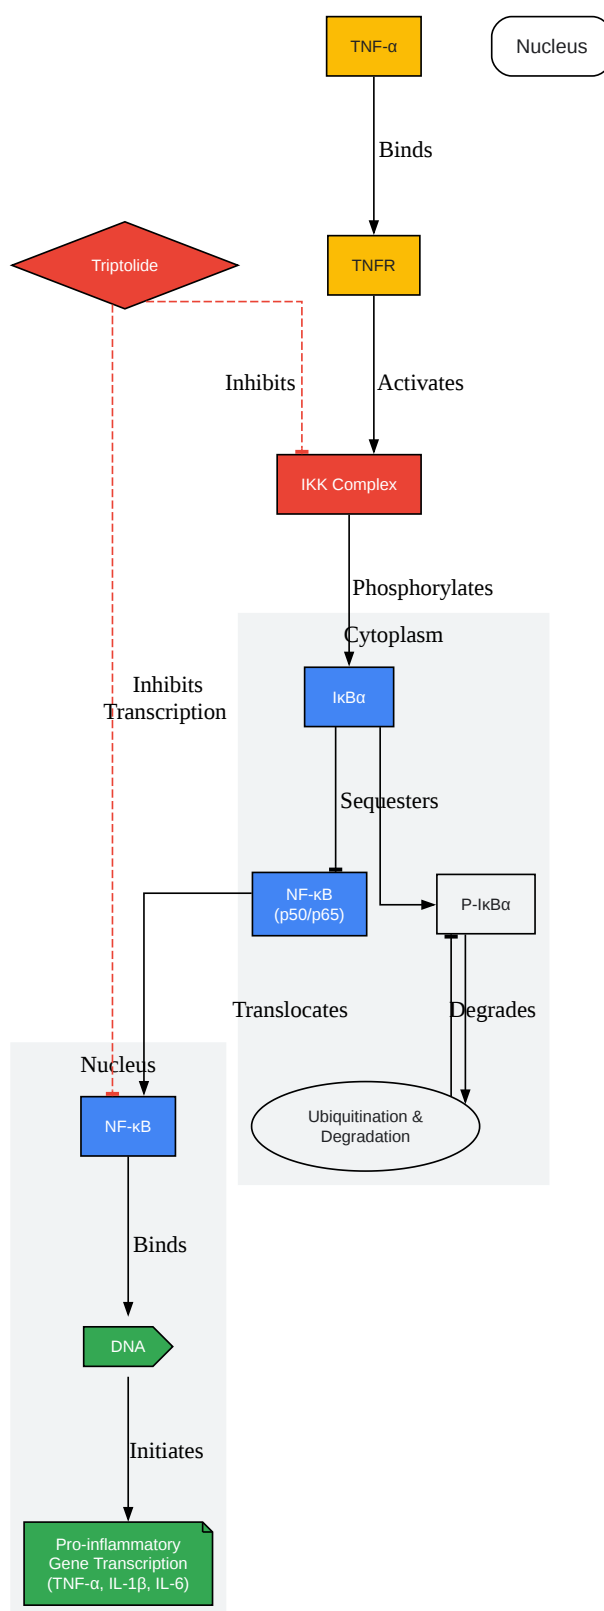 TNF-α
Nucleus
Binds
Triptolide
TNFR
Inhibits
Activates
IKK Complex
Phosphorylates
Cytoplasm
Inhibits
Transcription
IκBα
Sequesters
NF-κB
(p50/p65)
P-IκBα
Translocates
Degrades
Nucleus
NF-κB
Ubiquitination &
Degradation
Binds
DNA
Initiates
Pro-inflammatory
Gene Transcription
(TNF-α, IL-1β, IL-6)